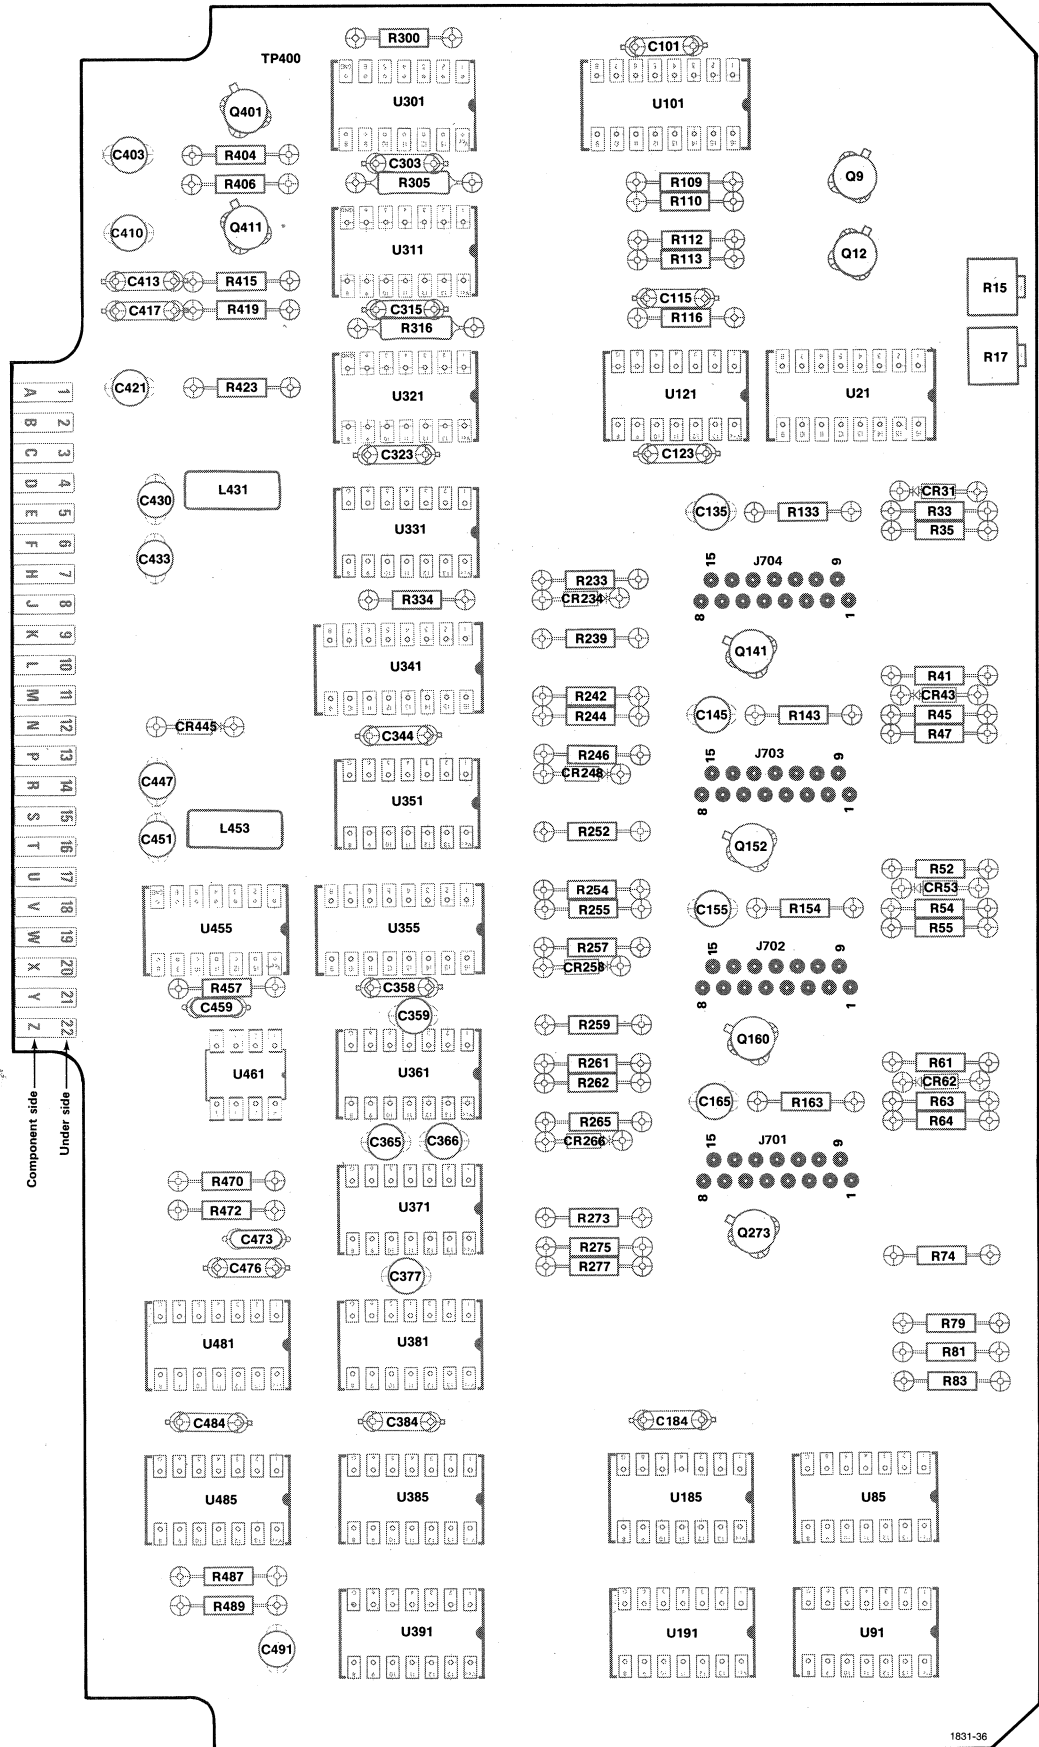 R300
C101
TP400
U301
U101
Q401
C403
R404
C303
R406
R305
Q9
R109
R110
C410
Q411
U311
R112
R113
Q12
C413
R415
C417
R419
C315
R316
C115
R116
R15
R17
C421
R423
U321
U121
U21
C323
C123
A 1
B 2
C 3
D 4
E 5
F 6
H 7
J 8
K 9
L 10
M 11
N 12
P 13
R 14
S 15
T 16
U 17
V 18
W 19
X 20
Y 21
Z 22
Component side
Under side
C430
L431
C433
U331
R334
C135
R133
CR31
R33
R35
J704
15
9
8
1
R233
CR234
R239
Q141
U341
R41
CR43
R45
R47
R242
R244
C145
R143
CR445
C344
R246
CR248
J703
15
9
8
1
C447
U351
C451
L453
R252
Q152
R52
CR53
R54
R55
R254
R255
C155
R154
U455
U355
R257
CR258
J702
15
9
8
1
R457
C459
C358
C359
R259
Q160
U461
U361
R261
R262
R61
CR62
R63
R64
C165
R163
C365
C366
R265
CR266
J701
15
9
8
1
R470
R472
U371
C473
C476
C377
R273
R275
R277
Q273
R74
U481
U381
R79
R81
R83
C484
C384
C184
U485
U385
U185
U85
R487
R489
C491
U391
U191
U91
1831-36